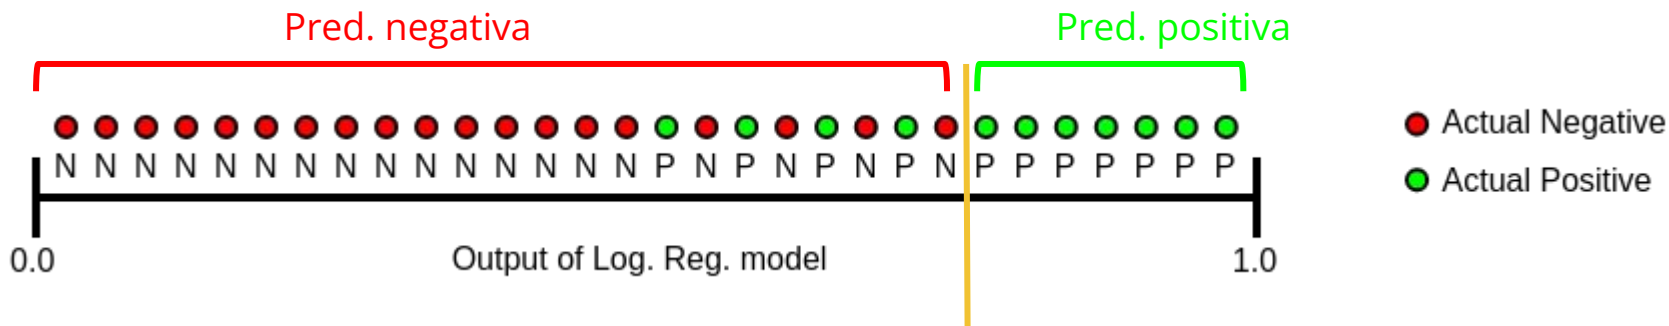 Pred. negativa
Pred. positiva
N N N N N N N N N N N N N N N P N P N P N P N P P P P P P P
Actual Negative
Actual Positive
0.0
Output of Log. Reg. model
1.0